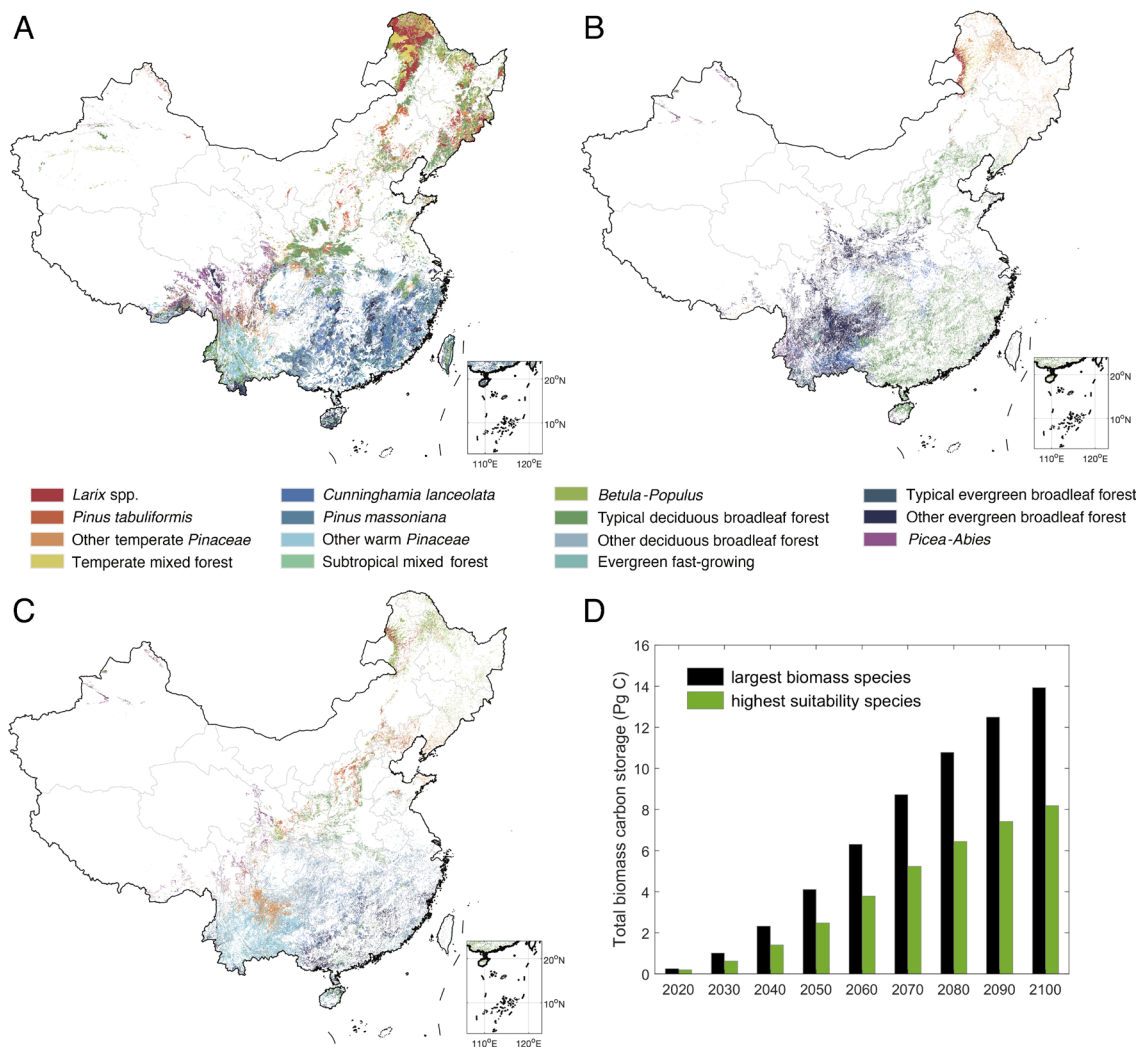 A
B
20°N
10°N
110°E 120°E
20°N
10°N
110°E 120°E
Larix spp.
Pinus tabuliformis
Other temperate Pinaceae
Temperate mixed forest
Cunninghamia lanceolata
Pinus massoniana
Other warm Pinaceae
Subtropical mixed forest
Betula-Populus
Typical deciduous broadleaf forest
Other deciduous broadleaf forest
Evergreen fast-growing
Typical evergreen broadleaf forest
Other evergreen broadleaf forest
Picea-Abies
C
20°N
10°N
110°E 120°E
D
Total biomass carbon storage (Pg C)
16
14
12
10
8
6
4
2
0
largest biomass species
highest suitability species
2020 2030 2040 2050 2060 2070 2080 2090 2100